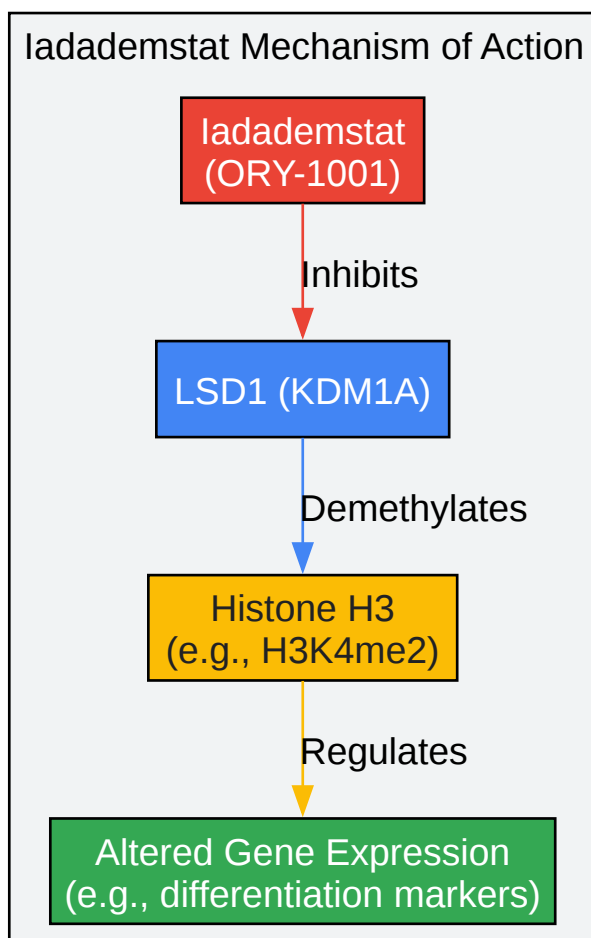 Iadademstat Mechanism of Action
Iadademstat
(ORY-1001)
Inhibits
LSD1 (KDM1A)
Demethylates
Histone H3
(e.g., H3K4me2)
Regulates
Altered Gene Expression
(e.g., differentiation markers)